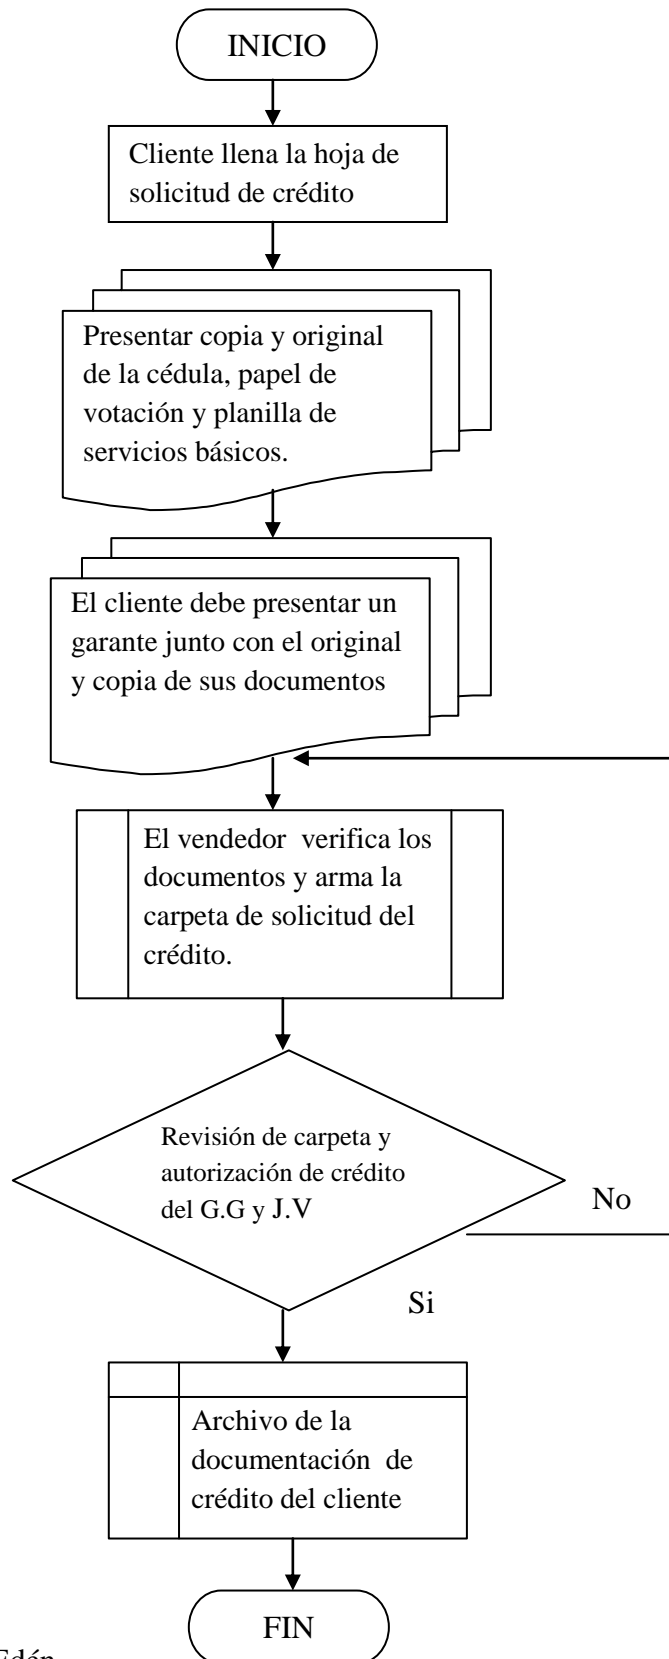 INICIO
Cliente llena la hoja de
solicitud de crédito
Presentar copia y original
de la cédula, papel de
votación y planilla de
servicios básicos.
El cliente debe presentar un
garante junto con el original
y copia de sus documentos
El vendedor verifica los
documentos y arma la
carpeta de solicitud del
crédito.
Revisión de carpeta y
autorización de crédito
del G.G y J.V
No
Si
Archivo de la
documentación de
crédito del cliente
FIN
Edén